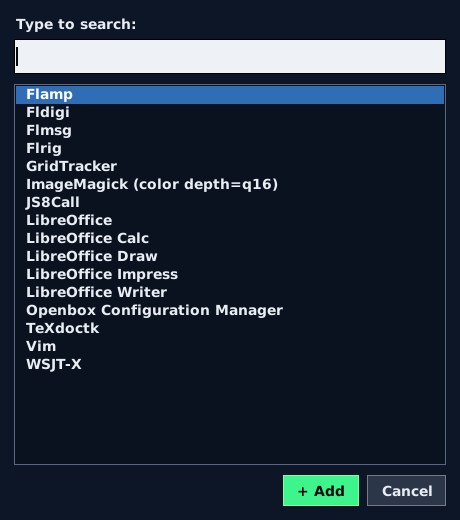 Type to search:
Flamp
Fldigi
Flmsg
Flrig
GridTracker
ImageMagick (color depth=q16)
JS8Call
LibreOffice
LibreOffice Calc
LibreOffice Draw
LibreOffice Impress
LibreOffice Writer
Openbox Configuration Manager
TeXdoctk
Vim
WSJT-X
+ Add
Cancel